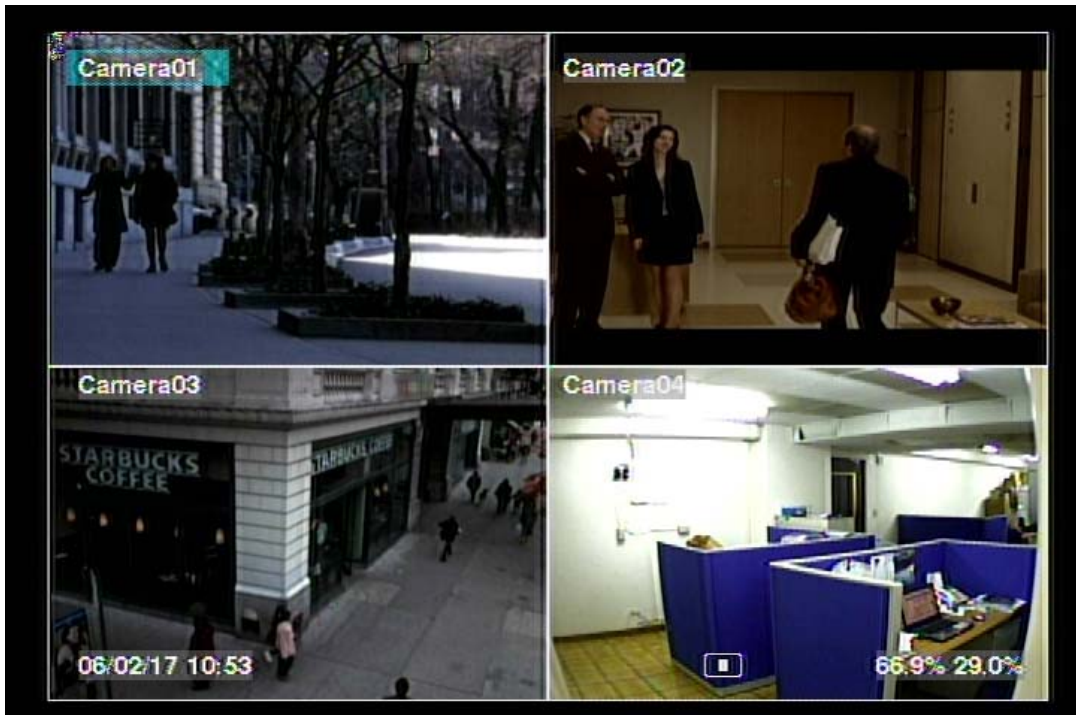 Camera01
Camera02
Camera03
Camera04
STARBUCKS
COFFEE
STARBUCKS COFFEE
06/02/17 10:53
66.9% 29.0%